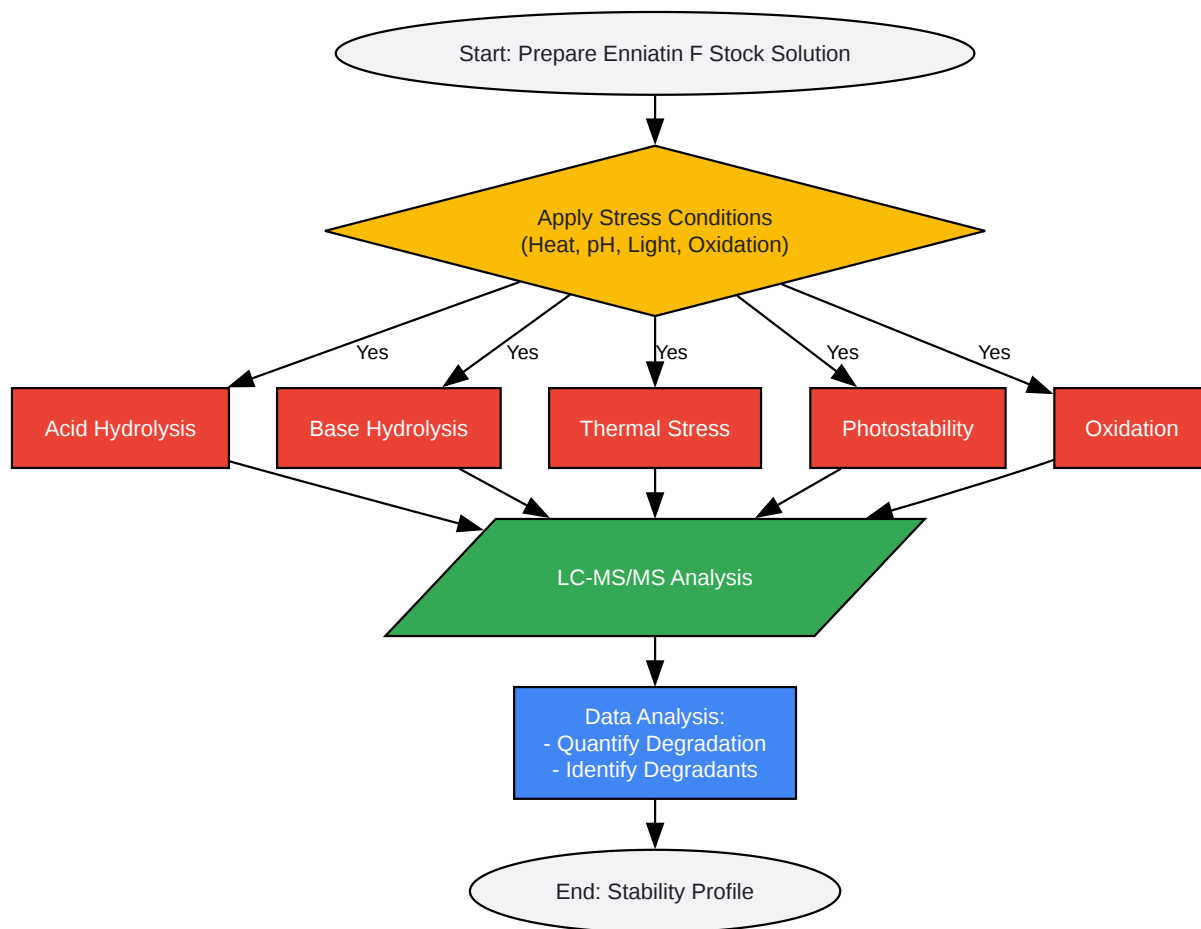 Start: Prepare Enniatin F Stock Solution
Apply Stress Conditions
(Heat, pH, Light, Oxidation)
Yes
Yes
Yes
Yes
Yes
Acid Hydrolysis
Base Hydrolysis
Thermal Stress
Photostability
Oxidation
LC-MS/MS Analysis
Data Analysis:
- Quantify Degradation
- Identify Degradants
End: Stability Profile